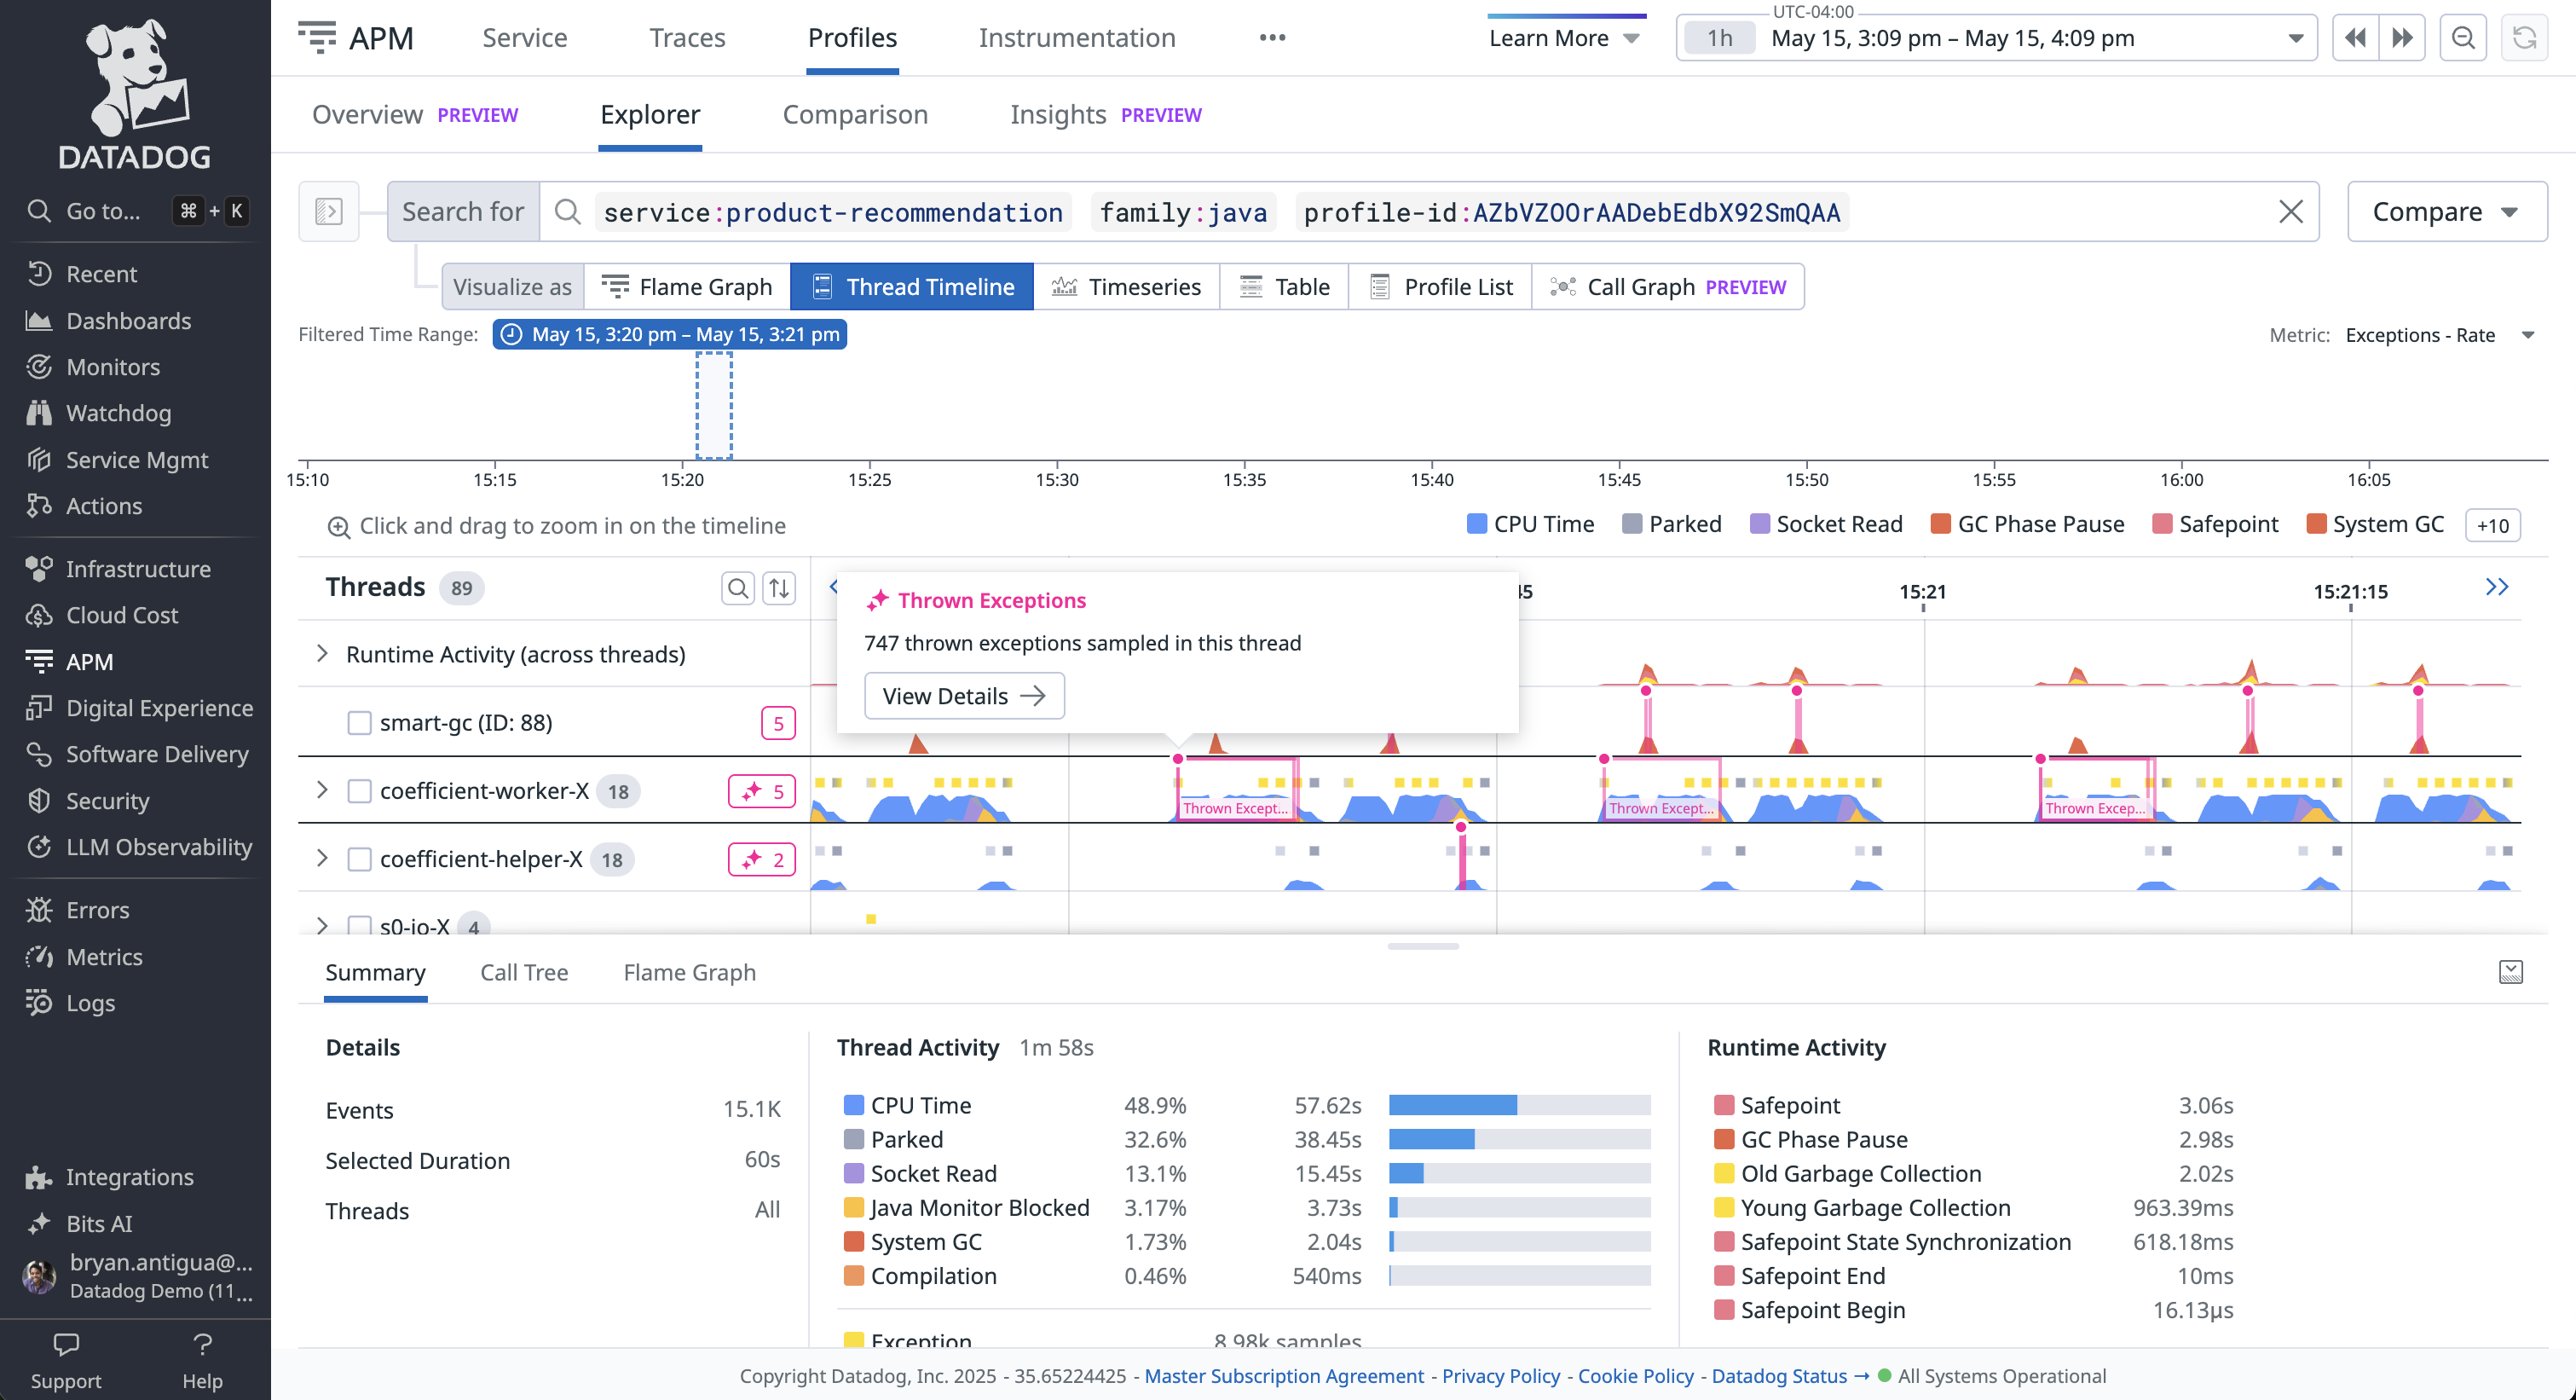 DATADOG
Go to... ⌘ + K
Recent
Dashboards
Monitors
Watchdog
Service Mgmt
Actions
Infrastructure
Cloud Cost
APM
Digital Experience
Software Delivery
Security
LLM Observability
Errors
Metrics
Logs
Integrations
Bits AI
bryan.antigua@...
Datadog Demo (11...
Support
? Help
APM Service Traces Profiles Instrumentation ••• Learn More
UTC-04:00
1h May 15, 3:09 pm – May 15, 4:09 pm
Overview PREVIEW Explorer Comparison Insights PREVIEW
Search for service:product-recommendation family:java profile-id:AZbVZOOrAADebEdbX92SmQAA Compare
Visualize as Flame Graph Thread Timeline Timeseries Table Profile List Call Graph PREVIEW
Filtered Time Range: May 15, 3:20 pm – May 15, 3:21 pm Metric: Exceptions - Rate
15:10 15:15 15:20 15:25 15:30 15:35 15:40 15:45 15:50 15:55 16:00 16:05
Click and drag to zoom in on the timeline CPU Time Parked Socket Read GC Phase Pause Safepoint System GC +10
Threads 89 45 15:21 15:21:15
Thrown Exceptions
747 thrown exceptions sampled in this thread
View Details
Runtime Activity (across threads)
smart-gc (ID: 88) 5
coefficient-worker-X 18 5
Thrown Except... Thrown Except... Thrown Excep...
coefficient-helper-X 18 2
s0-io-X 4
Summary Call Tree Flame Graph
Details
Events 15.1K
Selected Duration 60s
Threads All
Thread Activity 1m 58s
CPU Time 48.9% 57.62s
Parked 32.6% 38.45s
Socket Read 13.1% 15.45s
Java Monitor Blocked 3.17% 3.73s
System GC 1.73% 2.04s
Compilation 0.46% 540ms
Exception 8.98k samples
Runtime Activity
Safepoint 3.06s
GC Phase Pause 2.98s
Old Garbage Collection 2.02s
Young Garbage Collection 963.39ms
Safepoint State Synchronization 618.18ms
Safepoint End 10ms
Safepoint Begin 16.13µs
Copyright Datadog, Inc. 2025 - 35.65224425 - Master Subscription Agreement - Privacy Policy - Cookie Policy - Datadog Status → All Systems Operational